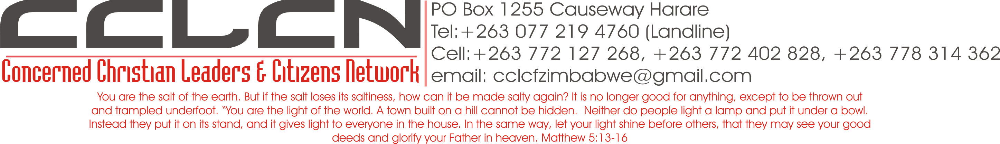 CCLCN
Concerned Christian Leaders & Citizens Network
PO Box 1255 Causeway Harare
Tel:+263 077 219 4760 (Landline)
Cell:+263 772 127 268, +263 772 402 828, +263 778 314 362
email: cclcfzimbabwe@gmail.com
You are the salt of the earth. But if the salt loses its saltiness, how can it be made salty again? It is no longer good for anything, except to be thrown out
and trampled underfoot. “You are the light of the world. A town built on a hill cannot be hidden.  Neither do people light a lamp and put it under a bowl.
Instead they put it on its stand, and it gives light to everyone in the house. In the same way, let your light shine before others, that they may see your good
deeds and glorify your Father in heaven. Matthew 5:13-16